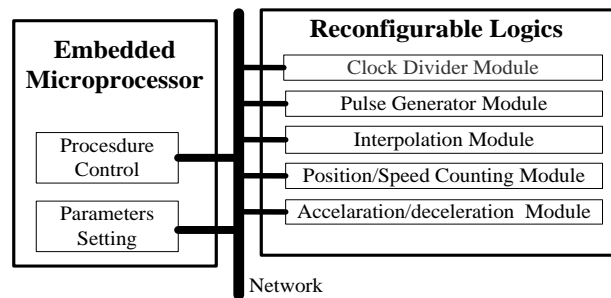 Embedded
Microprocessor
Procesdure
Control
Parameters
Setting
Reconfigurable Logics
Clock Divider Module
Pulse Generator Module
Interpolation Module
Position/Speed Counting Module
Accelaration/deceleration Module
Network